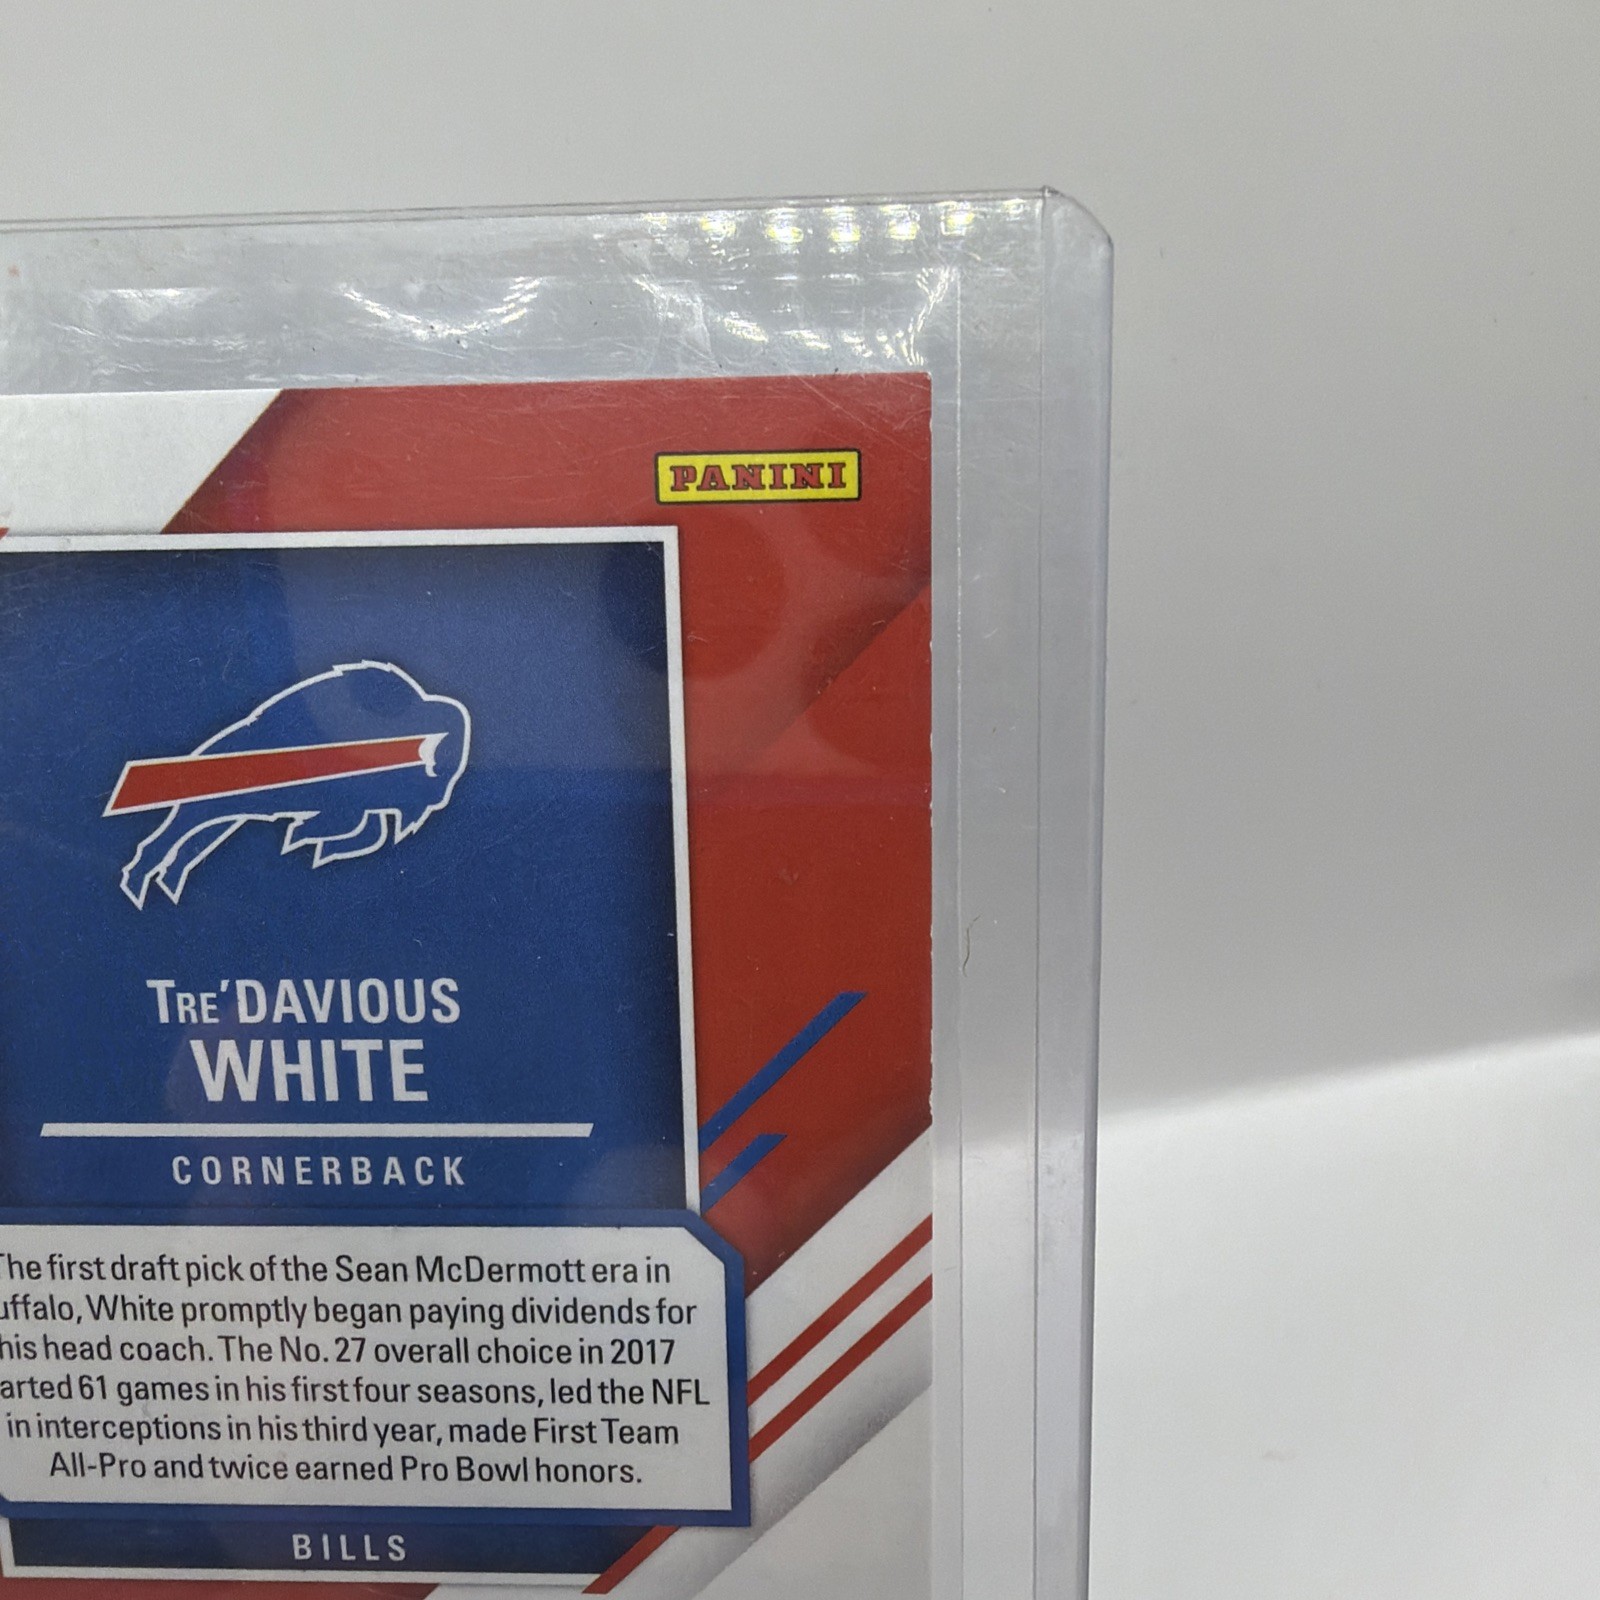 PANINI
TRE'DAVIOUS
WHITE
CORNERBACK
The first draft pick of the Sean McDermott era in
uffalo, White promptly began paying dividends for
his head coach. The No. 27 overall choice in 2017
arted 61 games in his first four seasons, led the NFL
in interceptions in his third year, made First Team
All-Pro and twice earned Pro Bowl honors.
BILLS